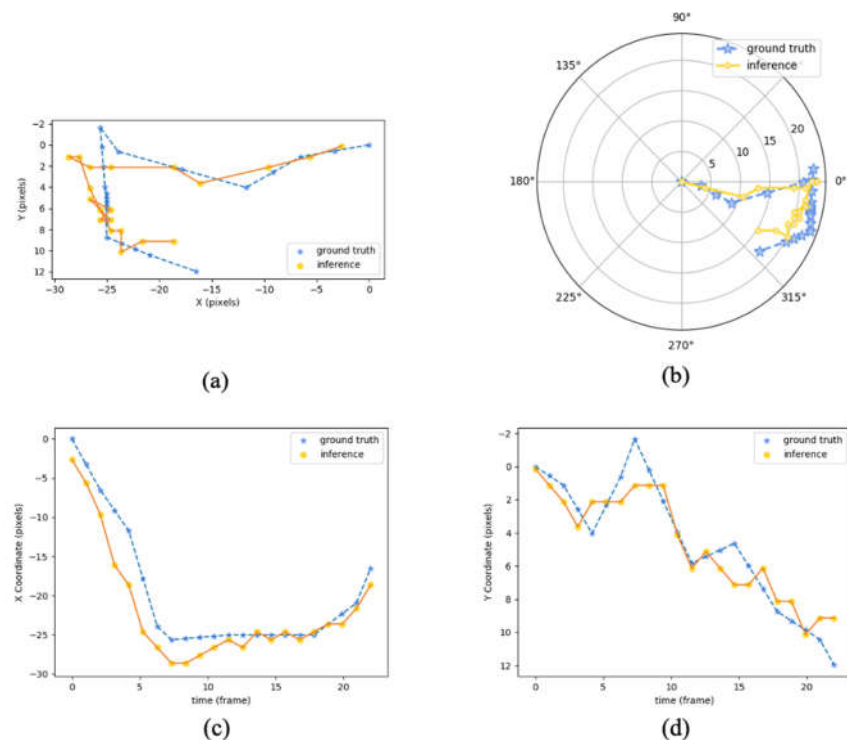 90°
ground truth
inference
135°
45°
20
15
10
5
180°
0°
225°
315°
270°
−2
0
2
4
6
8
10
12
Y (pixels)
ground truth
inference
−30
−25
−20
−15
−10
−5
0
X (pixels)
(a)
(b)
0
−5
−10
−15
−20
−25
−30
X Coordinate (pixels)
ground truth
inference
0
5
10
15
20
time (frame)
(c)
−2
0
2
4
6
8
10
12
Y Coordinate (pixels)
ground truth
inference
0
5
10
15
20
time (frame)
(d)